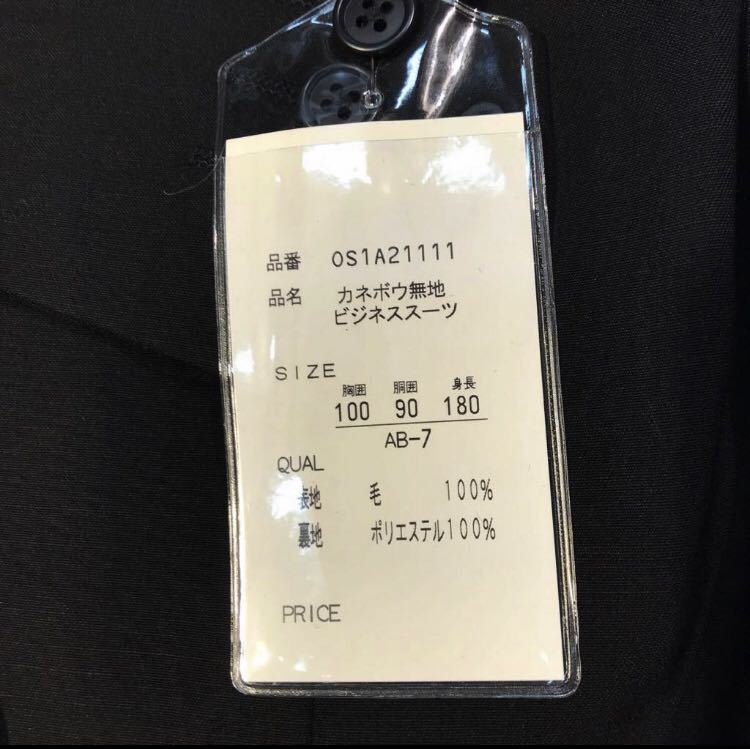 品番 OS1A21111
品名 カネボウ無地
ビジネススーツ
SIZE
胸囲 胴囲 身長
100 90 180
AB-7
QUAL
表地 毛 100%
裏地 ポリエステル100%
PRICE